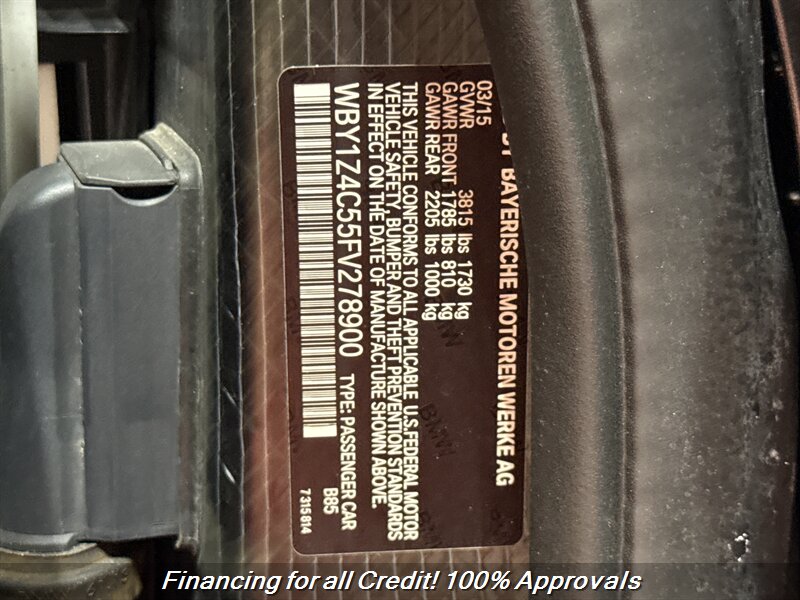 BY BAYERISCHE MOTOREN WERKE AG
03/15
GVWR 3815 lbs 1730 kg
GAWR FRONT 1785 lbs 810 kg
GAWR REAR 2205 lbs 1000 kg
THIS VEHICLE CONFORMS TO ALL APPLICABLE U.S.FEDERAL MOTOR
VEHICLE SAFETY, BUMPER AND THEFT PREVENTION STANDARDS
IN EFFECT ON THE DATE OF MANUFACTURE SHOWN ABOVE.
WBY1Z4C55FV278900 TYPE: PASSENGER CAR
B85
7315814
Financing for all Credit! 100% Approvals